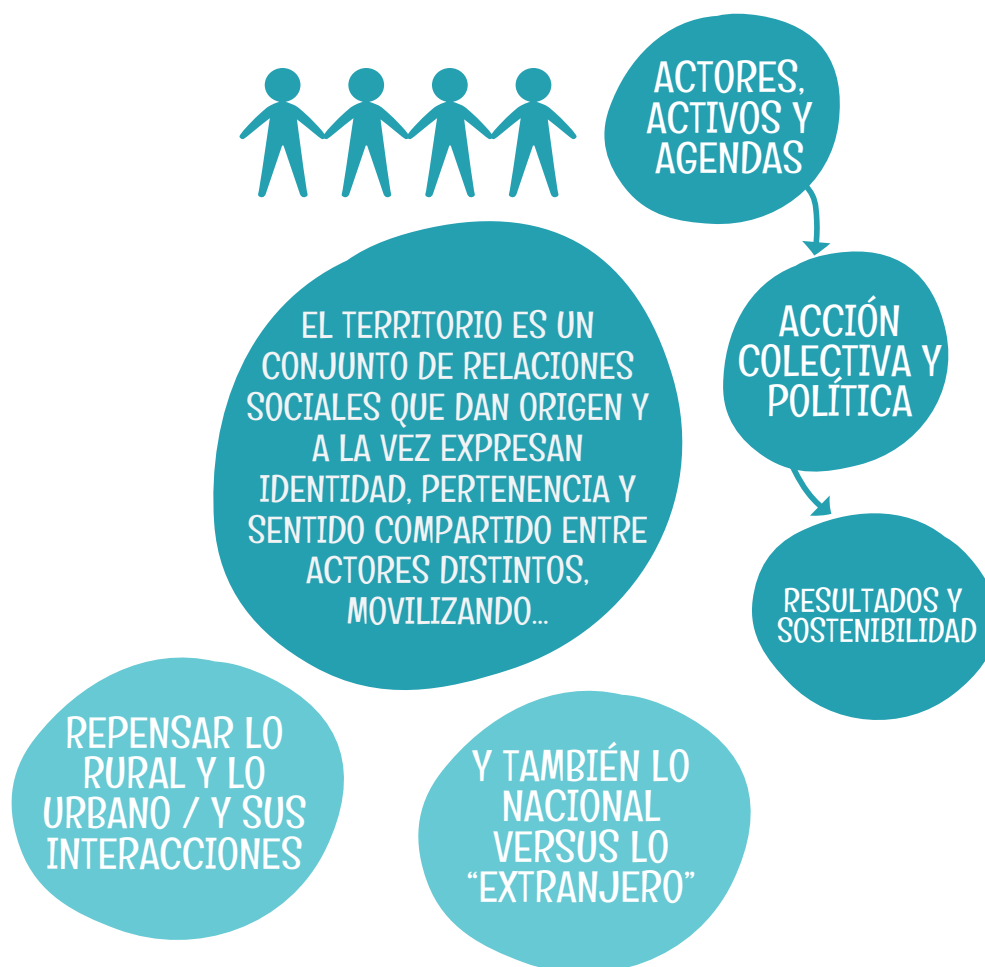 ACTORES,
ACTIVOS Y
AGENDAS
EL TERRITORIO ES UN
CONJUNTO DE RELACIONES
SOCIALES QUE DAN ORIGEN Y
A LA VEZ EXPRESAN
IDENTIDAD, PERTENENCIA Y
SENTIDO COMPARTIDO ENTRE
ACTORES DISTINTOS,
MOVILIZANDO...
ACCIÓN
COLECTIVA Y
POLÍTICA
RESULTADOS Y
SOSTENIBILIDAD
REPENSAR LO
RURAL Y LO
URBANO / Y SUS
INTERACCIONES
Y TAMBIÉN LO
NACIONAL
VERSUS LO
“EXTRANJERO”